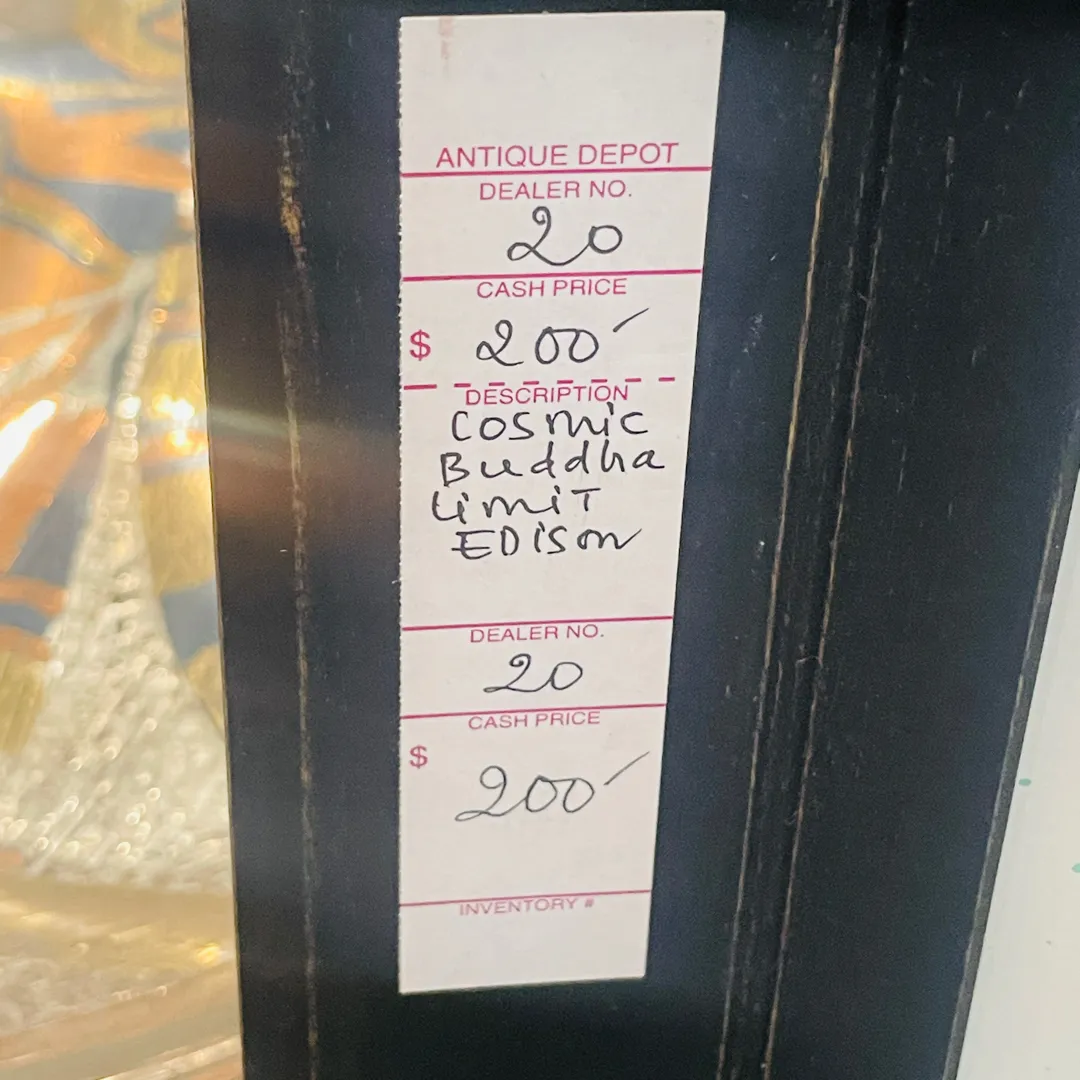 ANTIQUE DEPOT
DEALER NO.
20
CASH PRICE
$ 200
DESCRIPTION
COSmic
Buddha
Limit
EDison
DEALER NO.
20
CASH PRICE
$ 200
INVENTORY #